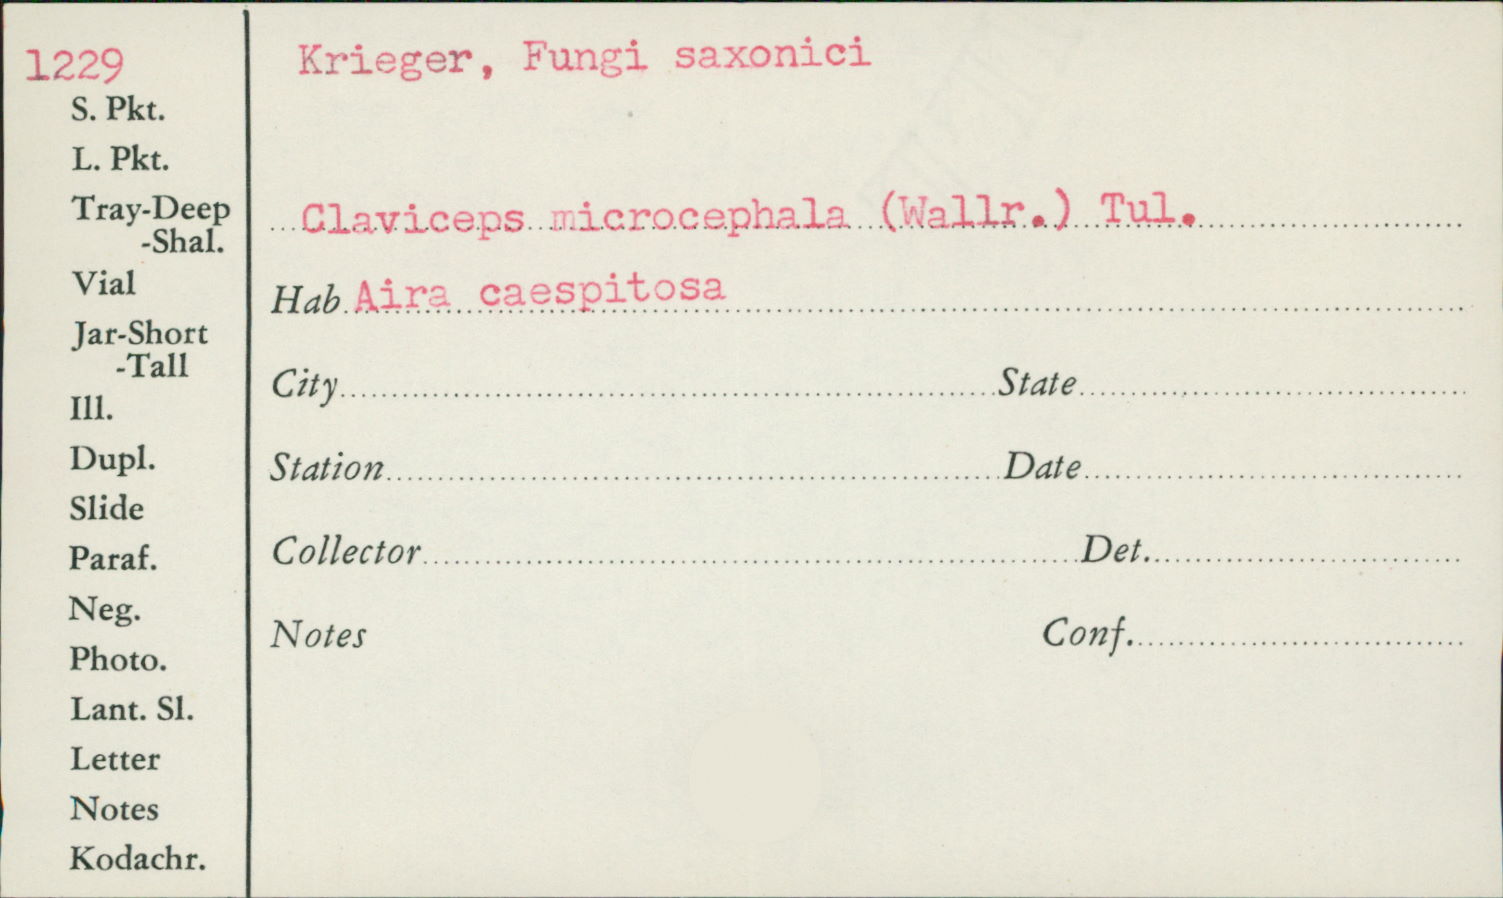 1229
Krieger, Fungi saxonici
S. Pkt.
L. Pkt.
Tray-Deep
-Shal.
Vial
Jar-Short
-Tall
Ill.
Dupl.
Slide
Paraf.
Neg.
Photo.
Lant. Sl.
Letter
Notes
Kodachr.
Claviceps microcephala (Wallr.) Tul.
Hab Aira caespitosa
City State
Station Date
Collector Det.
Notes Conf.